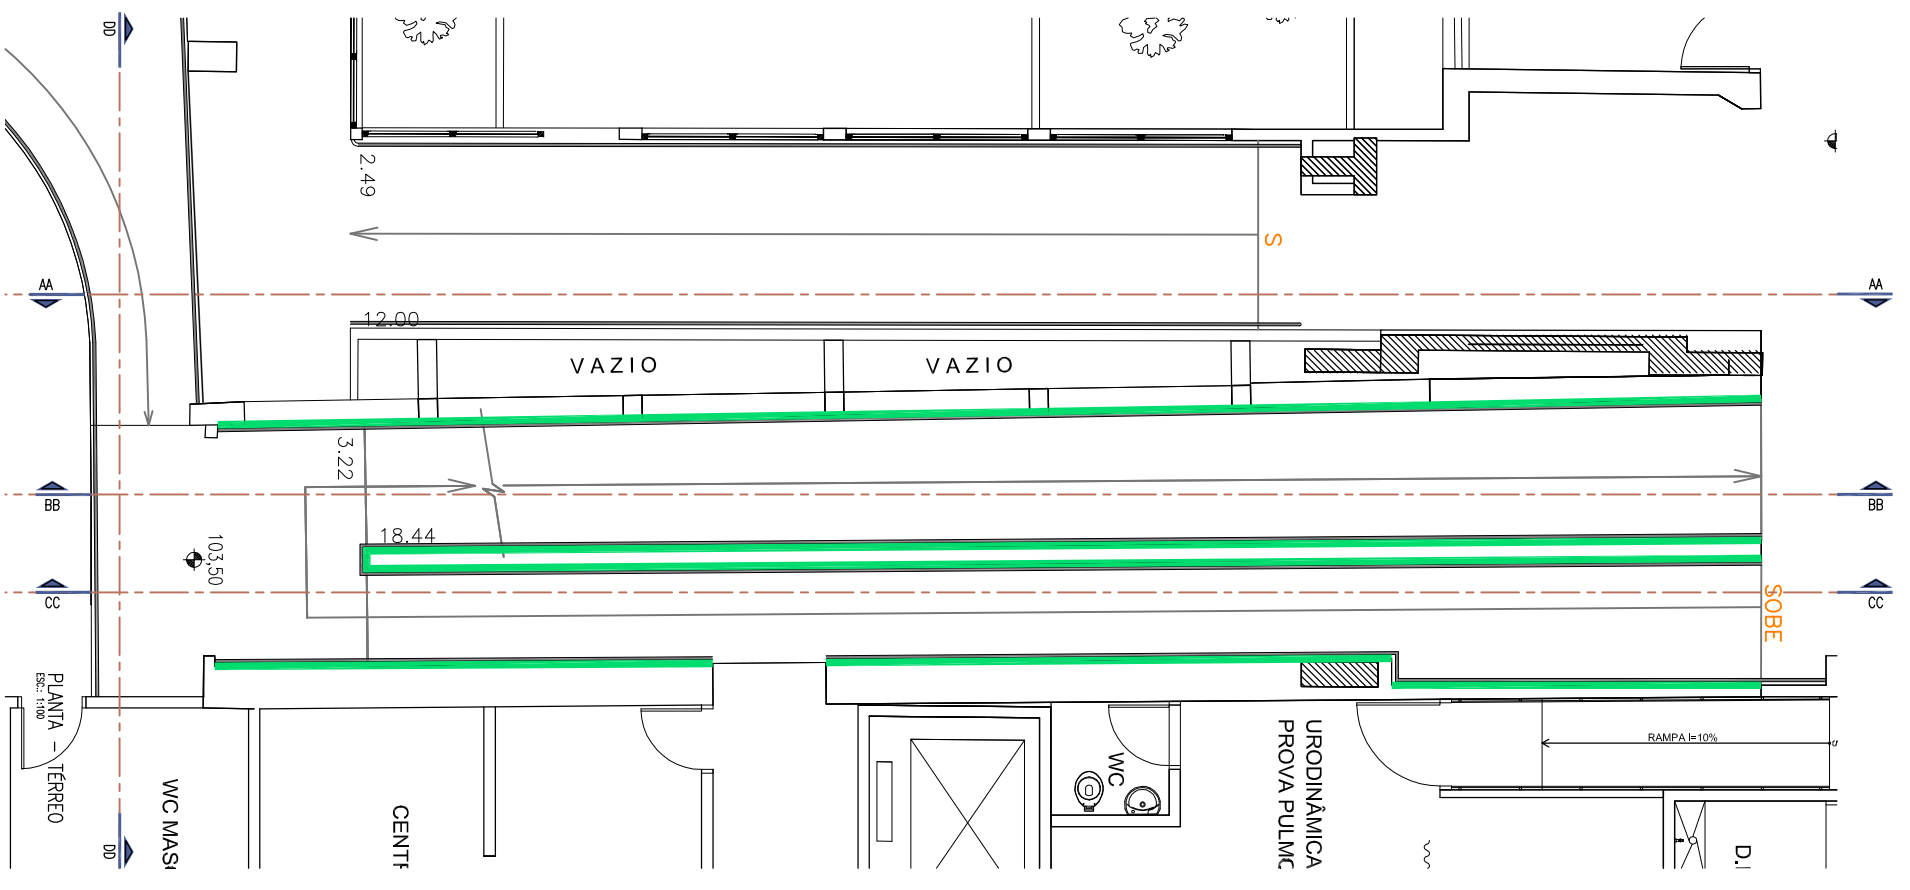 DD
2.49
S
AA
AA
12.00
VAZIO
VAZIO
3.22
BB
BB
18.44
103,50
CC
CC
SOBE
PLANTA - TÉRREO
ESC.: 1:100
RAMPA I=10%
WC
URODINÂMICA
PROVA PULMO
WC MAS
CENT
DD
D.